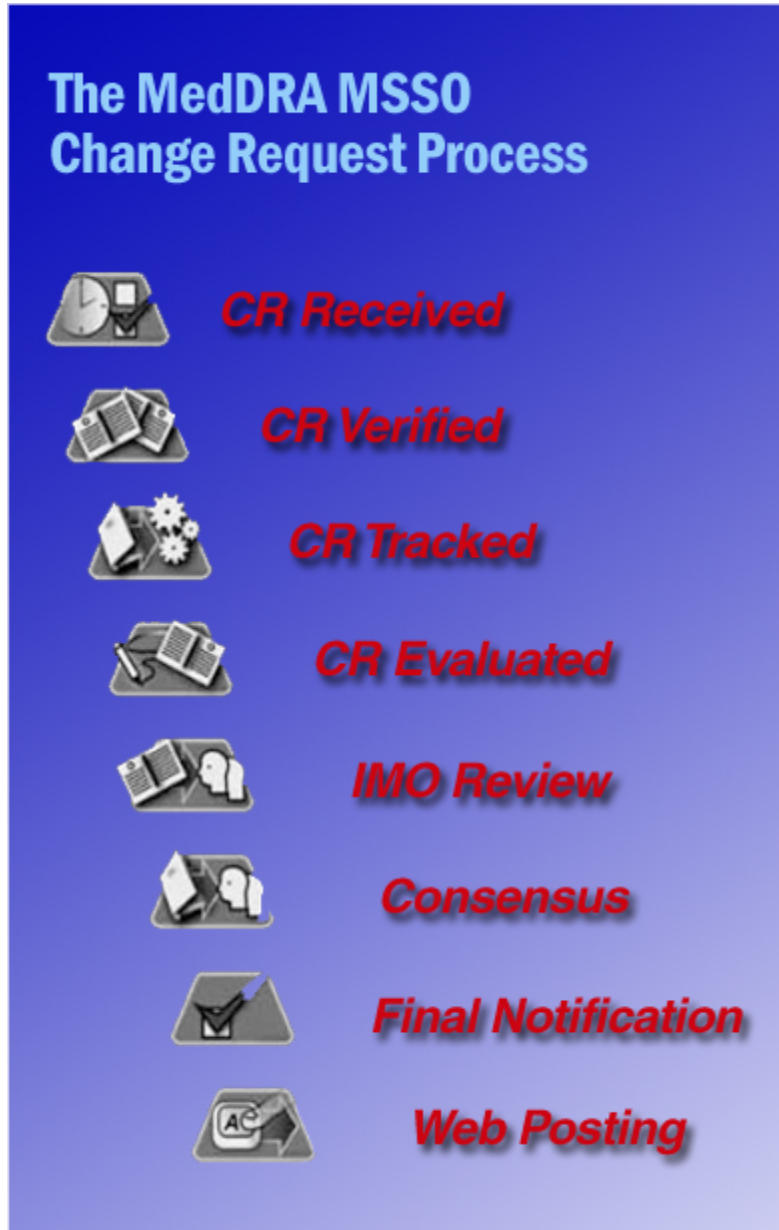 The MedDRA MSSO
Change Request Process
CR Received
CR Verified
CR Tracked
CR Evaluated
IMO Review
Consensus
Final Notification
A
Web Posting